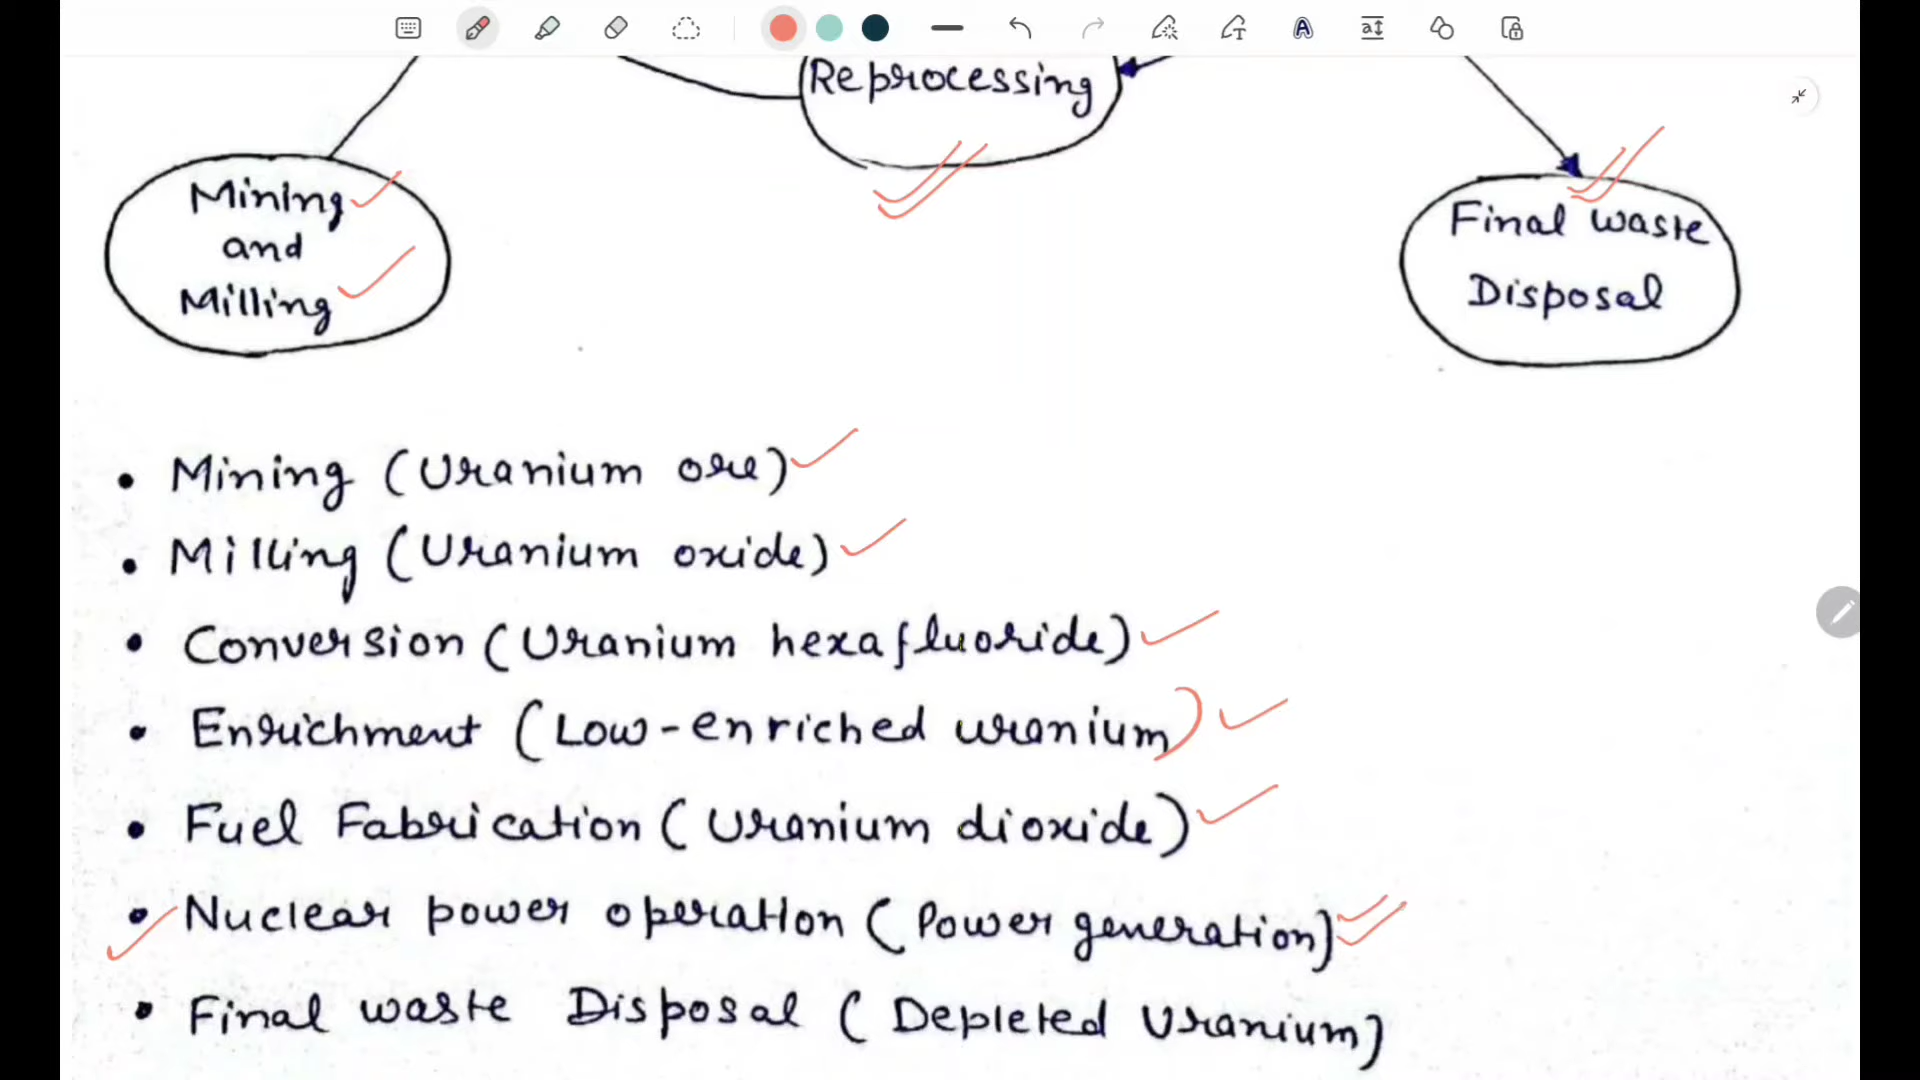 Reprocessing
Mining
and
Milling
Final waste
Disposal
• Mining (Uranium ore)
• Milling (Uranium oxide)
• Conversion (Uranium hexafluoride)
• Enrichment (Low-enriched uranium)
• Fuel Fabrication (Uranium dioxide)
• Nuclear power operation (Power generation)
• Final waste Disposal (Depleted Uranium)